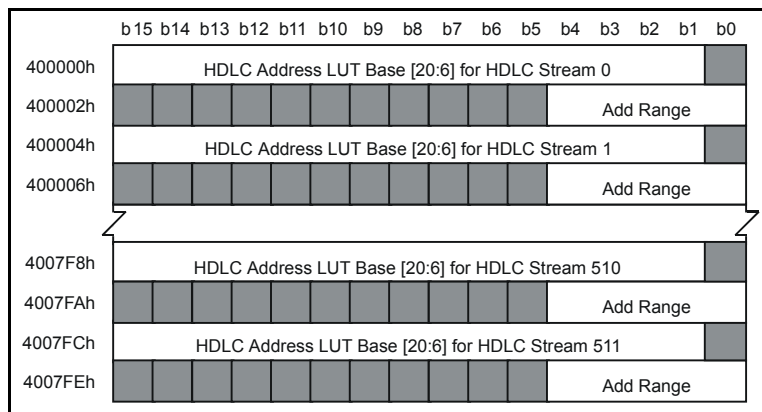 b15 b14 b13 b12 b11 b10 b9 b8 b7 b6 b5 b4 b3 b2 b1 b0
400000h HDLC Address LUT Base [20:6] for HDLC Stream 0
400002h Add Range
400004h HDLC Address LUT Base [20:6] for HDLC Stream 1
400006h Add Range
4007F8h HDLC Address LUT Base [20:6] for HDLC Stream 510
4007FAh Add Range
4007FCh HDLC Address LUT Base [20:6] for HDLC Stream 511
4007FEh Add Range